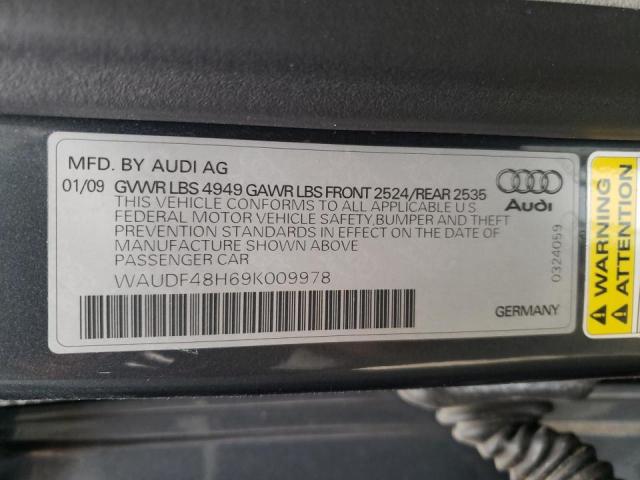 MFD. BY AUDI AG
01/09 GVWR LBS 4949 GAWR LBS FRONT 2524/REAR 2535
THIS VEHICLE CONFORMS TO ALL APPLICABLE U.S.
FEDERAL MOTOR VEHICLE SAFETY,BUMPER AND THEFT
PREVENTION STANDARDS IN EFFECT ON THE DATE OF
MANUFACTURE SHOWN ABOVE
PASSENGER CAR
WAUDF48H69K009978
Audi
0324059
GERMANY
WARNING
ATTENTION